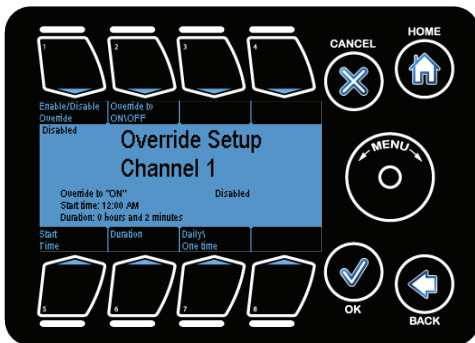 HOME
CANCEL
1
2
3
4
Enable/Disable Override
Override to ON\OFF
Disabled
Override Setup
Channel 1
MENU
Override to "ON" Disabled
Start time: 12:00 AM
Duration: 0 hours and 2 minutes
Start Time
Duration
Daily\ One time
5
6
7
8
OK
BACK